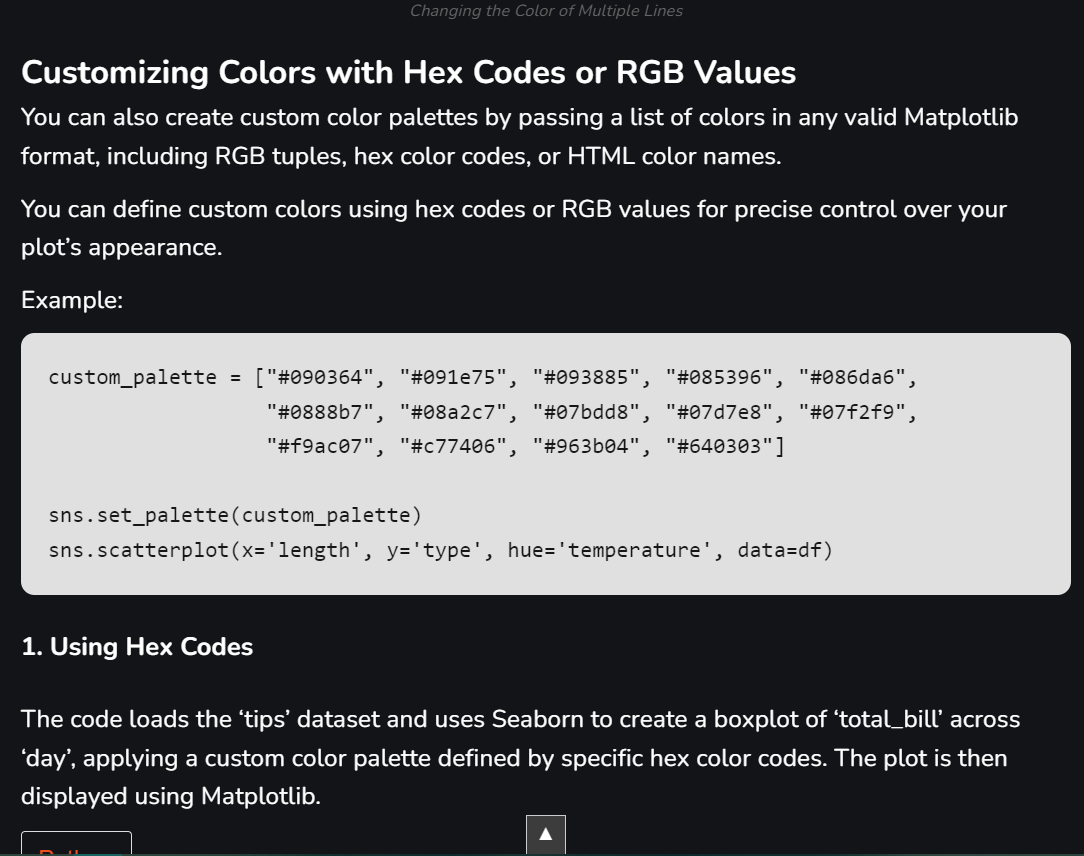 Changing the Color of Multiple Lines
Customizing Colors with Hex Codes or RGB Values
You can also create custom color palettes by passing a list of colors in any valid Matplotlib
format, including RGB tuples, hex color codes, or HTML color names.
You can define custom colors using hex codes or RGB values for precise control over your
plot’s appearance.
Example:
custom_palette = ["#090364", "#091e75", "#093885", "#085396", "#086da6",
"#0888b7", "#08a2c7", "#07bdd8", "#07d7e8", "#07f2f9",
"#f9ac07", "#c77406", "#963b04", "#640303"]
sns.set_palette(custom_palette)
sns.scatterplot(x='length', y='type', hue='temperature', data=df)
1. Using Hex Codes
The code loads the ‘tips’ dataset and uses Seaborn to create a boxplot of ‘total_bill’ across
‘day’, applying a custom color palette defined by specific hex color codes. The plot is then
displayed using Matplotlib.